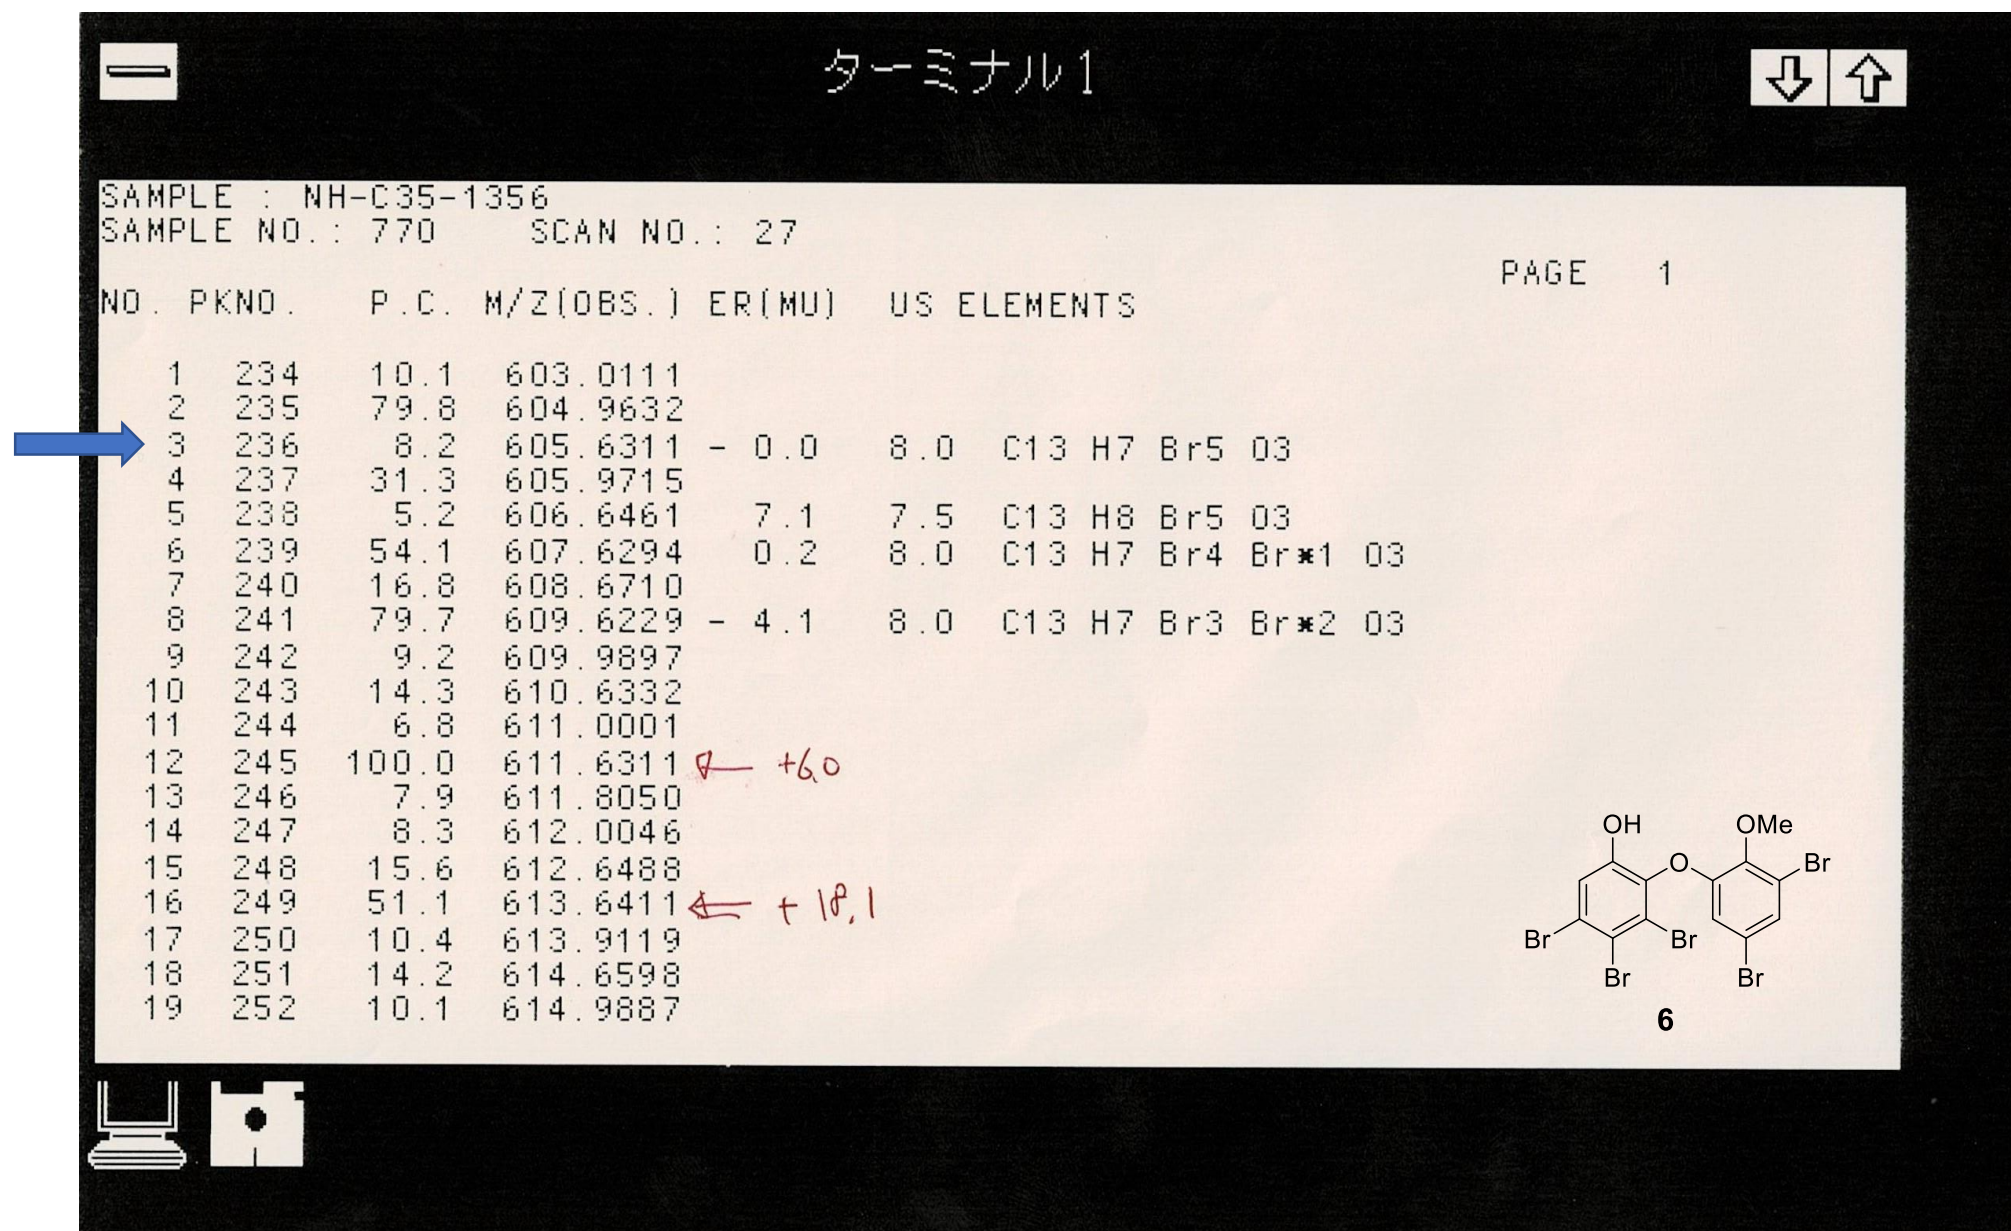 ターミナル1
SAMPLE : NH-C35-1356
SAMPLE NO.: 770 SCAN NO.: 27
PAGE 1
NO. PKNO. P.C. M/Z(OBS.) ER(MU) US ELEMENTS
1 234 10.1 603.0111
2 235 79.8 604.9632
3 236 8.2 605.6311 - 0.0 8.0 C13 H7 Br5 O3
4 237 31.3 605.9715
5 238 5.2 606.6461 7.1 7.5 C13 H8 Br5 O3
6 239 54.1 607.6294 0.2 8.0 C13 H7 Br4 Br*1 O3
7 240 16.8 608.6710
8 241 79.7 609.6229 - 4.1 8.0 C13 H7 Br3 Br*2 O3
9 242 9.2 609.9897
10 243 14.3 610.6332
11 244 6.8 611.0001
12 245 100.0 611.6311 ← +6.0
13 246 7.9 611.8050
14 247 8.3 612.0046
15 248 15.6 612.6488
16 249 51.1 613.6411 ← + 18.1
17 250 10.4 613.9119
18 251 14.2 614.6598
19 252 10.1 614.9887
OH OMe
O Br
Br Br
Br Br
6